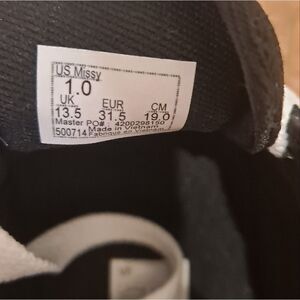 US Missy
1.0
UK EUR CM
13.5 31.5 19.0
Master PO# : 4200298150
500714 Made in Vietnam
Fabriqué en Vietnam